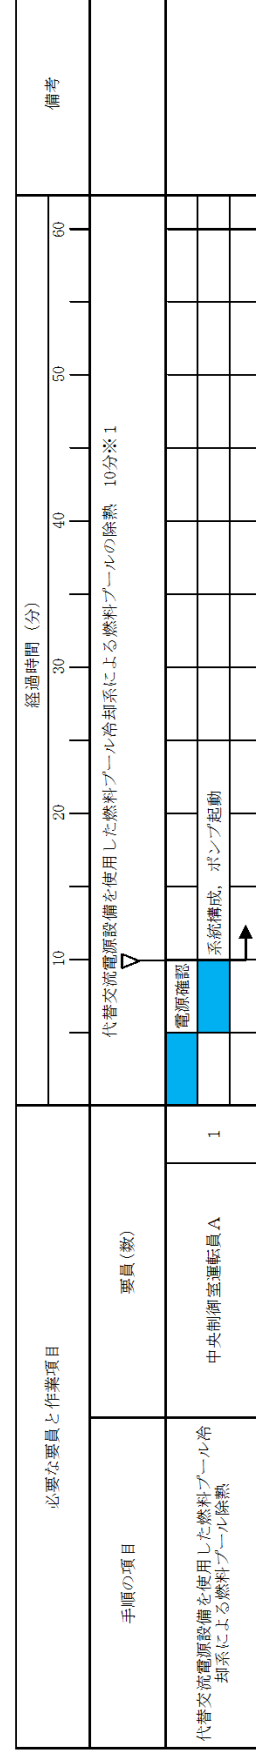 必要な要員と作業項目
経過時間（分）
備考
10 20 30 40 50 60
手順の項目
要員(数)
代替交流電源設備を使用した燃料プール冷却系による燃料プールの除熱 10分※1
代替交流電源設備を使用した燃料プール冷
却系による燃料プール除熱
中央制御室運転員A
1
電源確認
系統構成，ポンプ起動